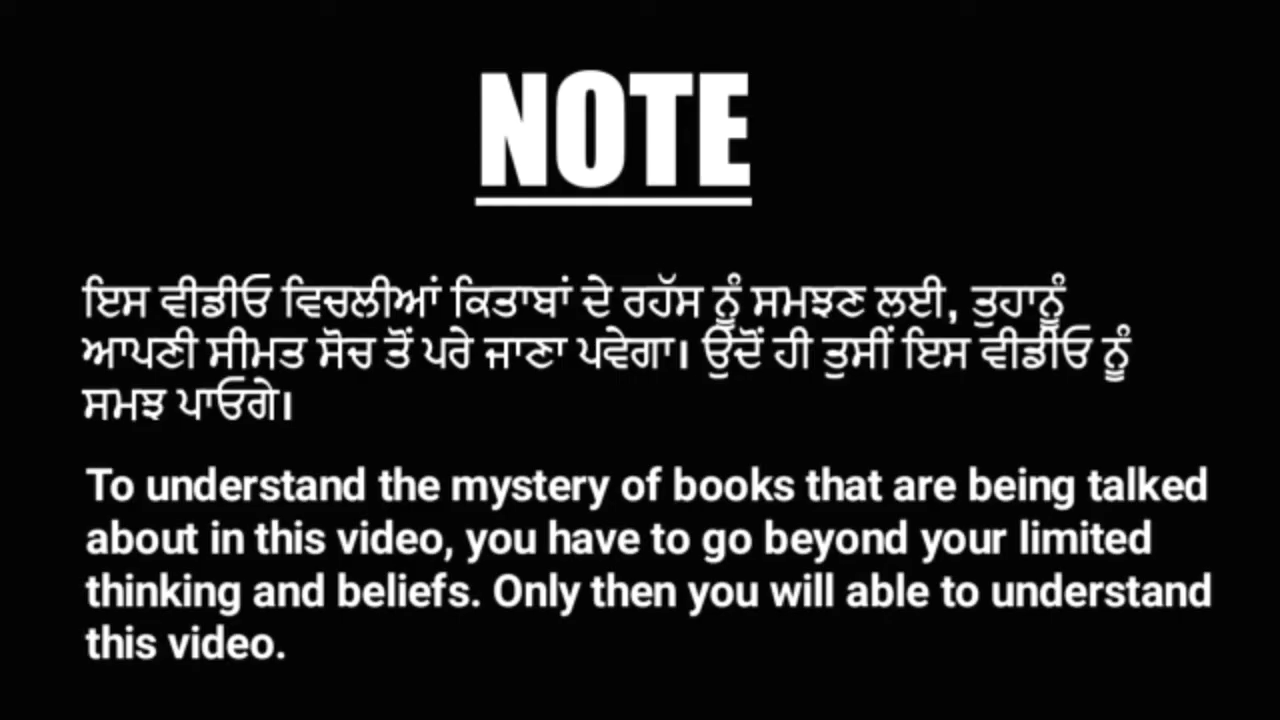 NOTE
ਇਸ ਵੀਡੀਓ ਵਿਚਲੀਆਂ ਕਿਤਾਬਾਂ ਦੇ ਰਹੱਸ ਨੂੰ ਸਮਝਣ ਲਈ, ਤੁਹਾਨੂੰ
ਆਪਣੀ ਸੀਮਤ ਸੋਚ ਤੋਂ ਪਰੇ ਜਾਣਾ ਪਵੇਗਾ। ਉਦੋਂ ਹੀ ਤੁਸੀਂ ਇਸ ਵੀਡੀਓ ਨੂੰ
ਸਮਝ ਪਾਓਗੇ।
To understand the mystery of books that are being talked
about in this video, you have to go beyond your limited
thinking and beliefs. Only then you will able to understand
this video.